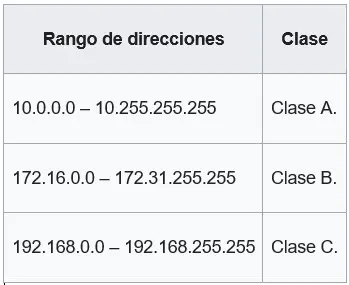 Rango de direcciones Clase
10.0.0.0 – 10.255.255.255 Clase A.
172.16.0.0 – 172.31.255.255 Clase B.
192.168.0.0 – 192.168.255.255 Clase C.